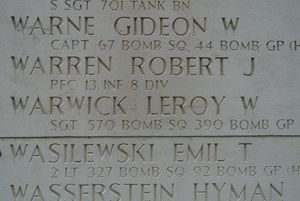 S SGT 701 TANK BN
WARNE GIDEON W
CAPT 67 BOMB SQ 44 BOMB GP (H
WARREN ROBERT J
PFC 13 INF 8 DIV
WARWICK LEROY W
SGT 570 BOMB SQ 390 BOMB GP
WASILEWSKI EMIL T
2 LT 327 BOMB SQ 92 BOMB GP (H
WASSERSTEIN HYMAN